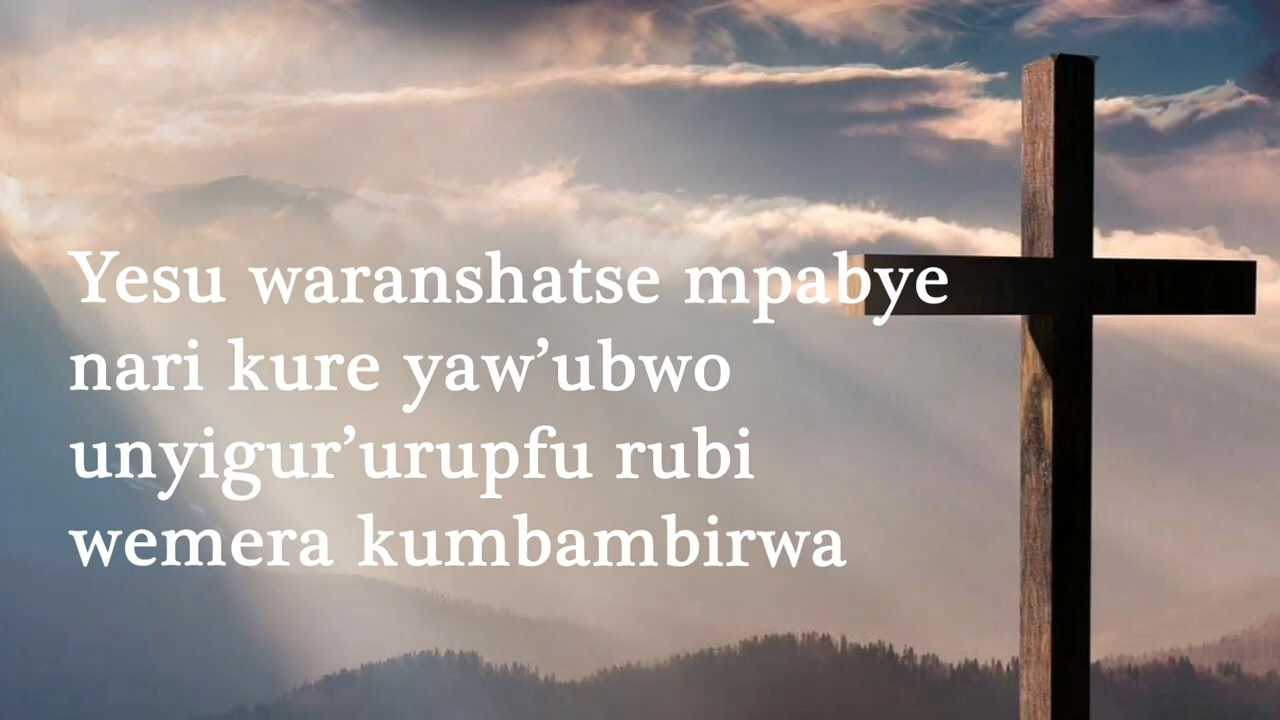 Yesu waranshatse mpabye
nari kure yaw’ubwo
unyigur’urupfu rubi
wemera kumbambirwa